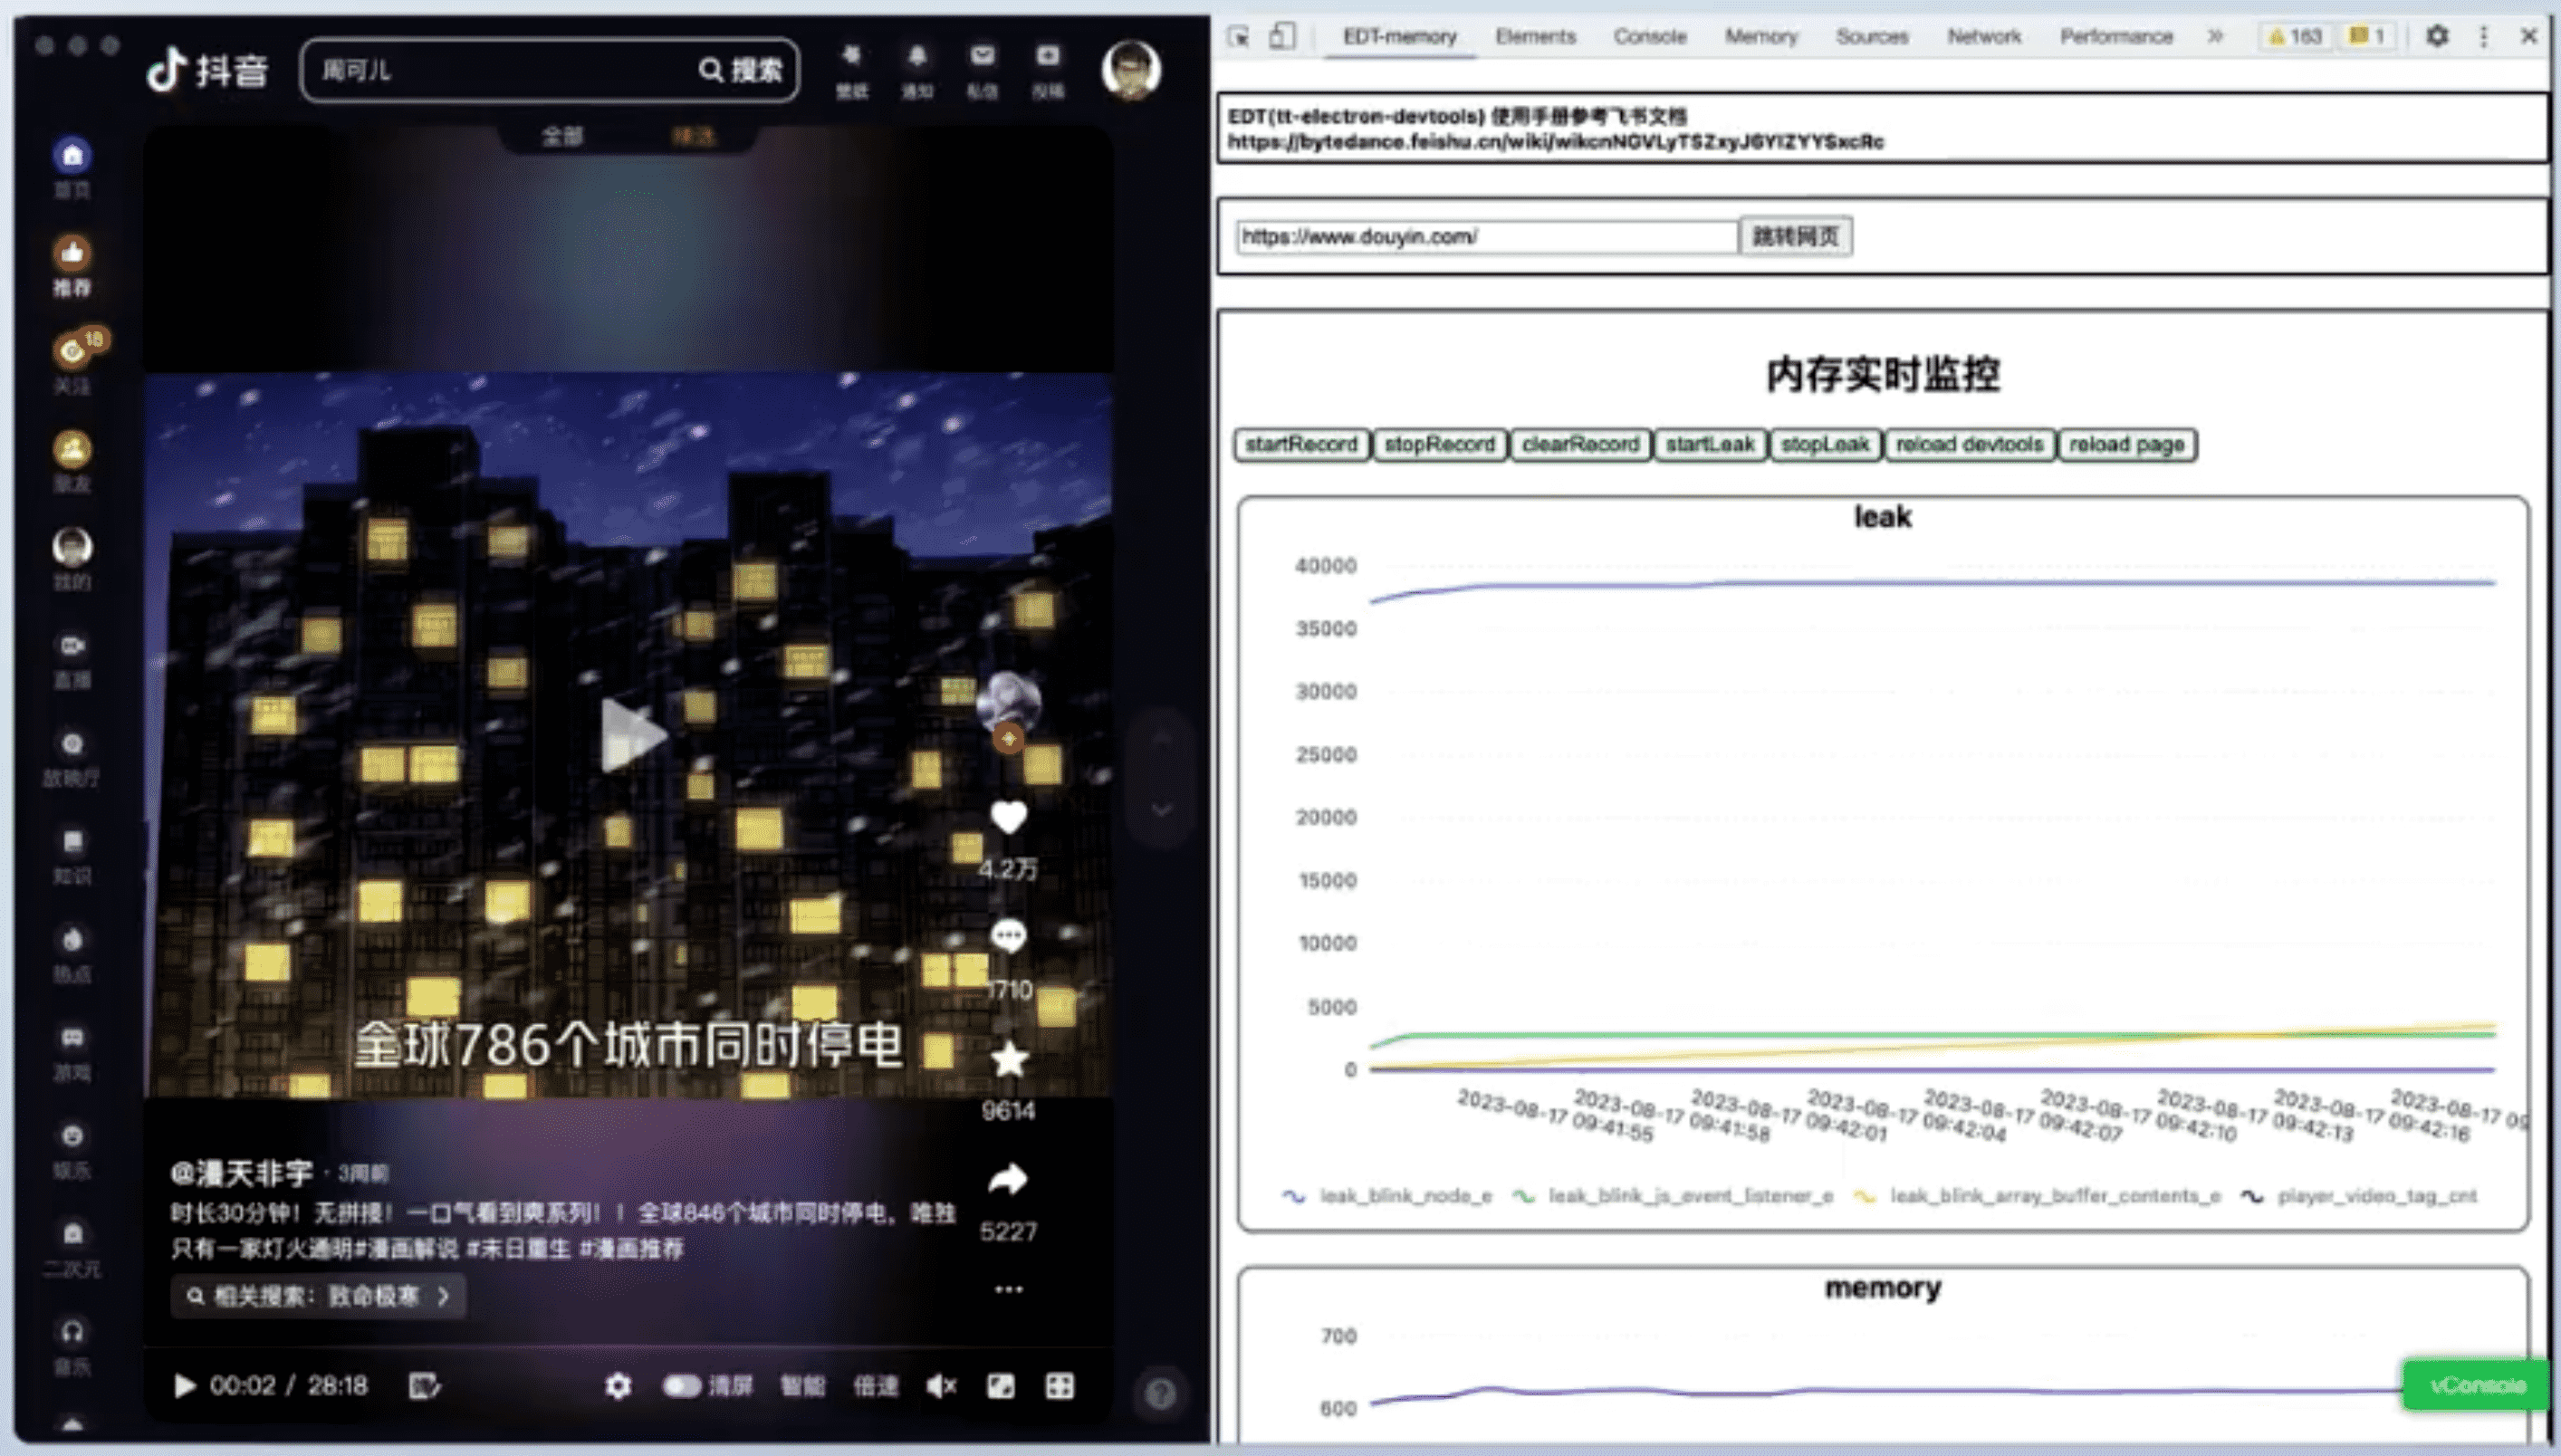 抖音
周可儿
搜索
壁纸
通知
私信
投稿
全部
首页
推荐
18
关注
朋友
我的
直播
放映厅
知识
热点
游戏
娱乐
二次元
音乐
4.2万
1710
9614
5227
全球786个城市同时停电
@漫天非字 · 3周前
时长30分钟！无拼接！一口气看到爽系列！！全球846个城市同时停电，唯独
只有一家灯火通明#漫画解说 #末日重生 #漫画推荐
相关搜索：致命极寒
00:02 / 28:18
清屏
智能
倍速
EDT-memory
Elements
Console
Memory
Sources
Network
Performance
163
1
EDT(tt-electron-devtools) 使用手册参考飞书文档
https://bytedance.feishu.cn/wiki/wikcnNGVLyTSZxyJ6YIZYYSxcRc
https://www.douyin.com/
跳转网页
内存实时监控
startRecord
stopRecord
clearRecord
startLeak
stopLeak
reload devtools
reload page
leak
40000
35000
30000
25000
20000
15000
10000
5000
0
2023-08-17 09:41:55
2023-08-17 09:41:58
2023-08-17 09:42:01
2023-08-17 09:42:04
2023-08-17 09:42:07
2023-08-17 09:42:10
2023-08-17 09:42:13
2023-08-17 09:42:16
2023-08-17 09
leak_blink_node_e
leak_blink_js_event_listener_e
leak_blink_array_buffer_contents_e
player_video_tag_cnt
memory
700
600
vConsole